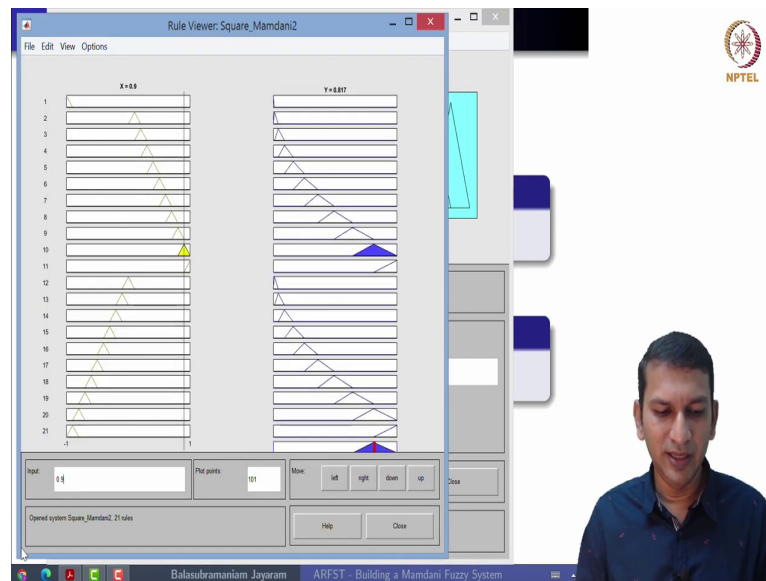 Rule Viewer: Square_Mamdani2
File Edit View Options
NPTEL
X = 0.9
Y = 0.817
1
2
3
4
5
6
7
8
9
10
11
12
13
14
15
16
17
18
19
20
21
-1 1
Input: 0.9
Plot points: 101
Move: left right down up
Close
Opened system Square_Mamdani2, 21 rules
Help Close
Balasubramaniam Jayaram ARFST - Building a Mamdani Fuzzy System